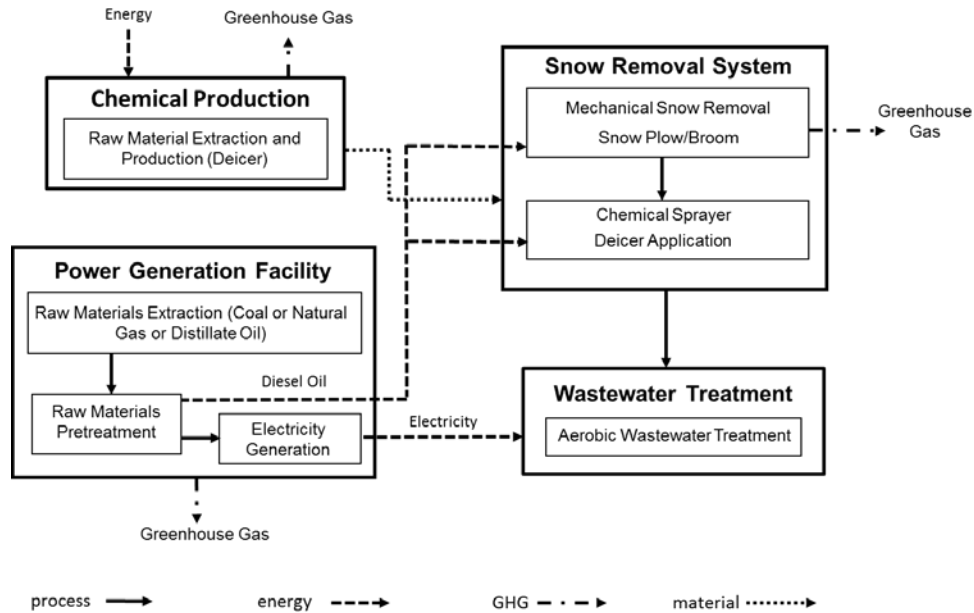 Energy
Greenhouse Gas
Chemical Production
Raw Material Extraction and
Production (Deicer)
Snow Removal System
Mechanical Snow Removal
Snow Plow/Broom
Greenhouse
Gas
Chemical Sprayer
Deicer Application
Power Generation Facility
Raw Materials Extraction (Coal or Natural
Gas or Distillate Oil)
Diesel Oil
Raw Materials
Pretreatment
Electricity
Generation
Electricity
Wastewater Treatment
Aerobic Wastewater Treatment
Greenhouse Gas
process
energy
GHG
material